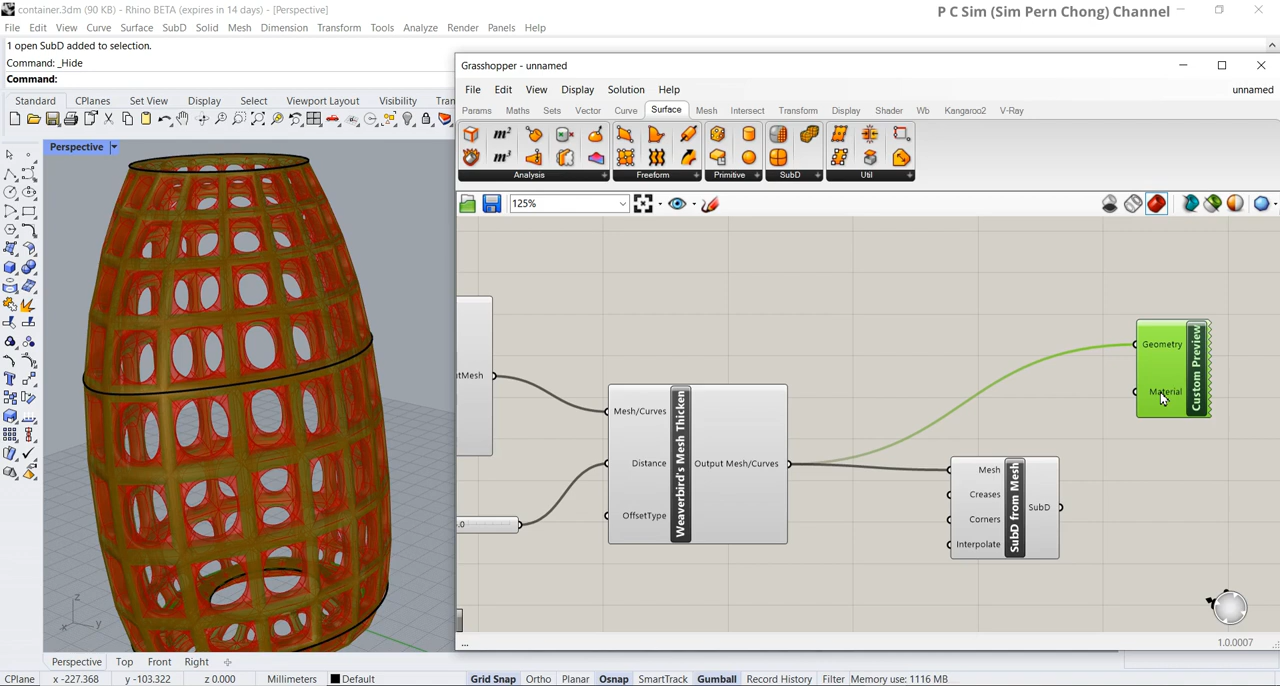 container.3dm (90 KB) - Rhino BETA (expires in 14 days) - [Perspective]
P C Sim (Sim Pern Chong) Channel
File Edit View Curve Surface SubD Solid Mesh Dimension Transform Tools Analyze Render Panels Help
1 open SubD added to selection.
Command: _Hide
Command:
Standard CPlanes Set View Display Select Viewport Layout Visibility Tran
Perspective
Grasshopper - unnamed
File Edit View Display Solution Help
unnamed
Params Maths Sets Vector Curve Surface Mesh Intersect Transform Display Shader Wb Kangaroo2 V-Ray
m² m³
Analysis Freeform Primitive SubD Util
125%
tMesh
Mesh/Curves
Distance
OffsetType
Weaverbird's Mesh Thicken
Output Mesh/Curves
.0
Mesh
Creases
Corners
Interpolate
SubD from Mesh
SubD
Geometry
Material
Custom Preview
...
1.0.0007
z
x y
Perspective Top Front Right
CPlane x -227.368 y -103.322 z 0.000 Millimeters Default Grid Snap Ortho Planar Osnap SmartTrack Gumball Record History Filter Memory use: 1116 MB